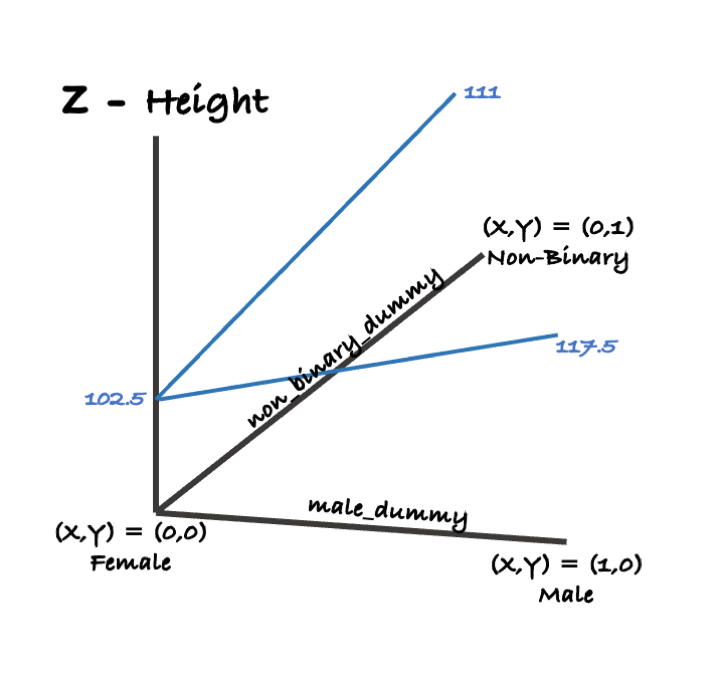 Z - Height
111
(X,Y) = (0,1)
Non-Binary
non_binary_dummy
117.5
102.5
male_dummy
(X,Y) = (0,0)
Female
(X,Y) = (1,0)
Male